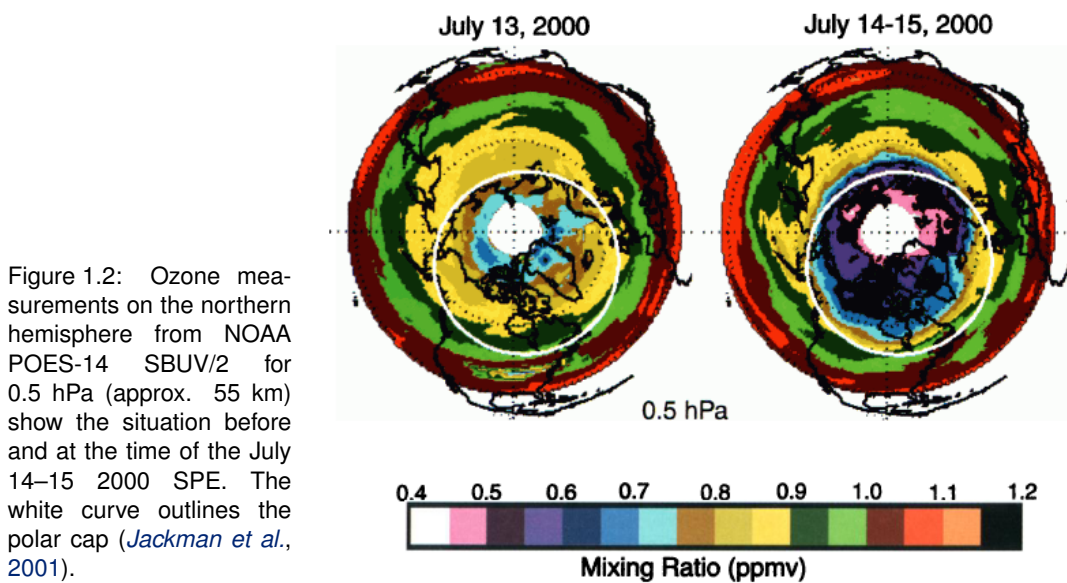 July 13, 2000
July 14-15, 2000
Figure 1.2: Ozone mea-
surements on the northern
hemisphere from NOAA
POES-14 SBUV/2 for
0.5 hPa (approx. 55 km)
show the situation before
and at the time of the July
14–15 2000 SPE. The
white curve outlines the
polar cap (Jackman et al.,
2001).
0.5 hPa
0.4 0.5 0.6 0.7 0.8 0.9 1.0 1.1 1.2
Mixing Ratio (ppmv)